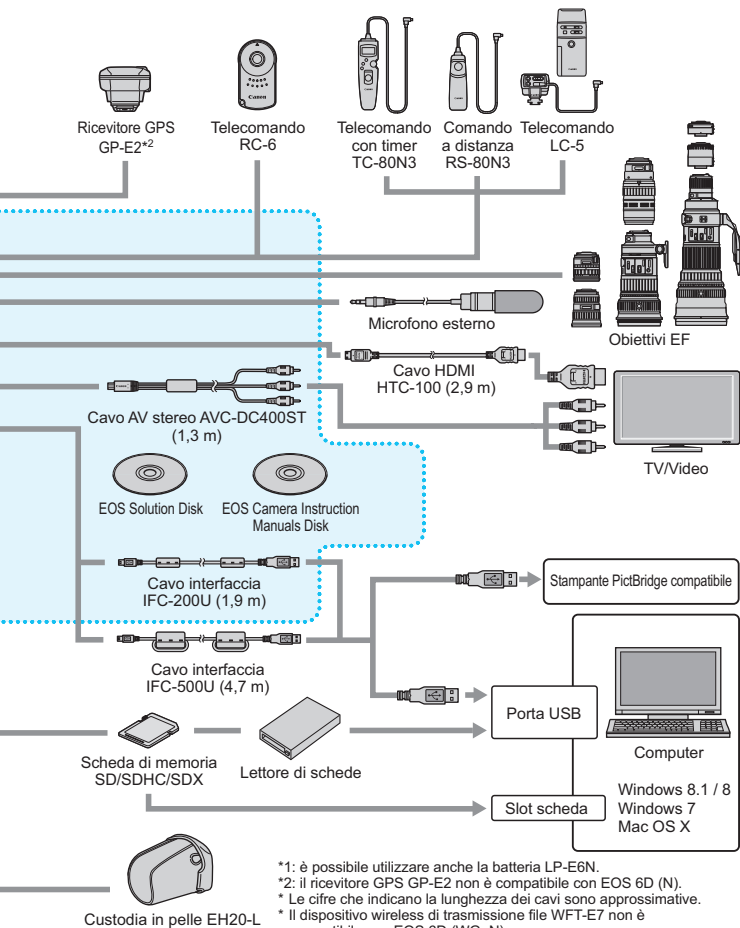 Canon
Canon
Ricevitore GPS
GP-E2*2
Telecomando
RC-6
Telecomando
con timer
TC-80N3
Comando
a distanza
RS-80N3
Telecomando
LC-5
Microfono esterno
Obiettivi EF
Cavo HDMI
HTC-100 (2,9 m)
Cavo AV stereo AVC-DC400ST
(1,3 m)
TV/Video
EOS Solution Disk
EOS Camera Instruction
Manuals Disk
Cavo interfaccia
IFC-200U (1,9 m)
Stampante PictBridge compatibile
Cavo interfaccia
IFC-500U (4,7 m)
Porta USB
Computer
Scheda di memoria
SD/SDHC/SDX
Lettore di schede
Slot scheda
Windows 8.1 / 8
Windows 7
Mac OS X
Custodia in pelle EH20-L
*1: è possibile utilizzare anche la batteria LP-E6N.
*2: il ricevitore GPS GP-E2 non è compatibile con EOS 6D (N).
* Le cifre che indicano la lunghezza dei cavi sono approssimative.
* Il dispositivo wireless di trasmissione file WFT-E7 non è